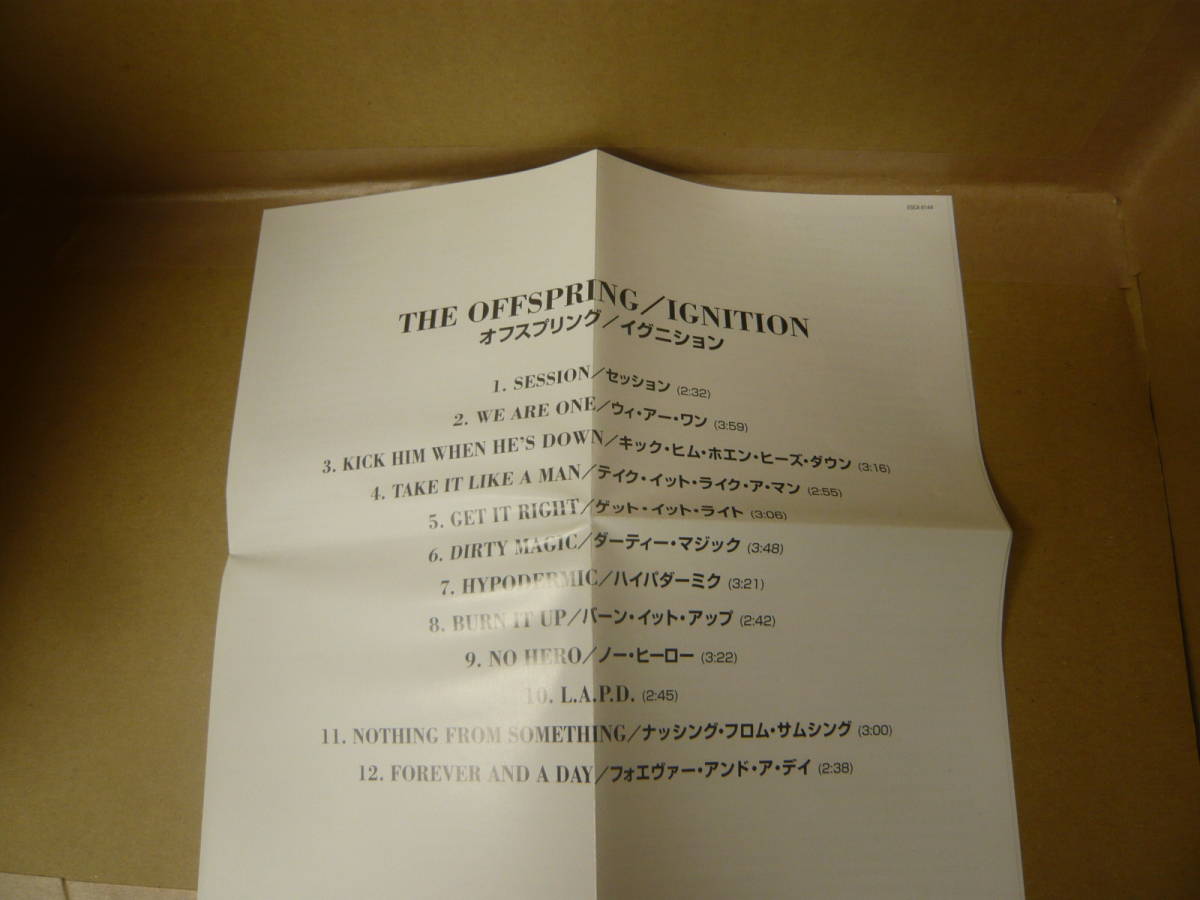 THE OFFSPRING/IGNITION
オフスプリング/イグニション
1. SESSION/セッション (2:32)
2. WE ARE ONE/ウィ・アー・ワン (3:59)
3. KICK HIM WHEN HE'S DOWN/キック・ヒム・ホエン・ヒーズ・ダウン (3:16)
4. TAKE IT LIKE A MAN/テイク・イット・ライク・ア・マン (2:55)
5. GET IT RIGHT/ゲット・イット・ライト (3:06)
6. DIRTY MAGIC/ダーティー・マジック (3:48)
7. HYPODERMIC/ハイパダーミク (3:21)
8. BURN IT UP/バーン・イット・アップ (2:42)
9. NO HERO/ノー・ヒーロー (3:22)
10. L.A.P.D. (2:45)
11. NOTHING FROM SOMETHING/ナッシング・フロム・サムシング (3:00)
12. FOREVER AND A DAY/フォエヴァー・アンド・ア・デイ (2:38)